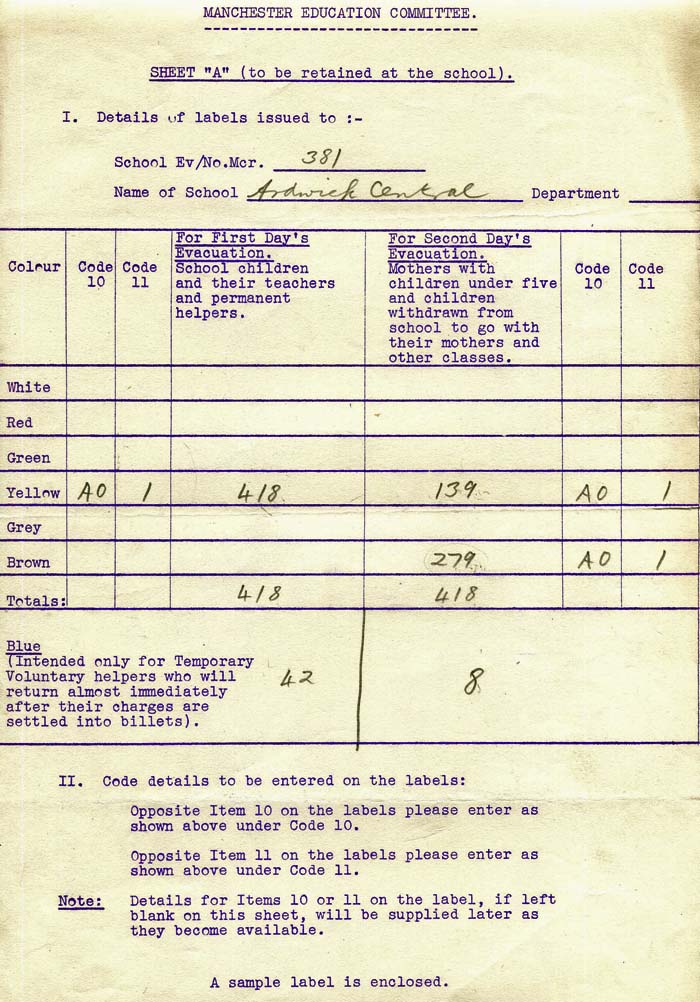 MANCHESTER EDUCATION COMMITTEE.
SHEET "A" (to be retained at the school).
I. Details of labels issued to :-
School Ev/No.Mcr. 381
Name of School Ardwick Central Department
Colour
Code 10
Code 11
For First Day's
Evacuation.
School children
and their teachers
and permanent
helpers.
For Second Day's
Evacuation.
Mothers with
children under five
and children
withdrawn from
school to go with
their mothers and
other classes.
Code 10
Code 11
White
Red
Green
Yellow AO 1 418 139 AO 1
Grey
Brown 279 AO 1
Totals: 418 418
Blue
(Intended only for Temporary
Voluntary helpers who will
return almost immediately
after their charges are
settled into billets).
42 8
II. Code details to be entered on the labels:
Opposite Item 10 on the labels please enter as
shown above under Code 10.
Opposite Item 11 on the labels please enter as
shown above under Code 11.
Note: Details for Items 10 or 11 on the label, if left
blank on this sheet, will be supplied later as
they become available.
A sample label is enclosed.